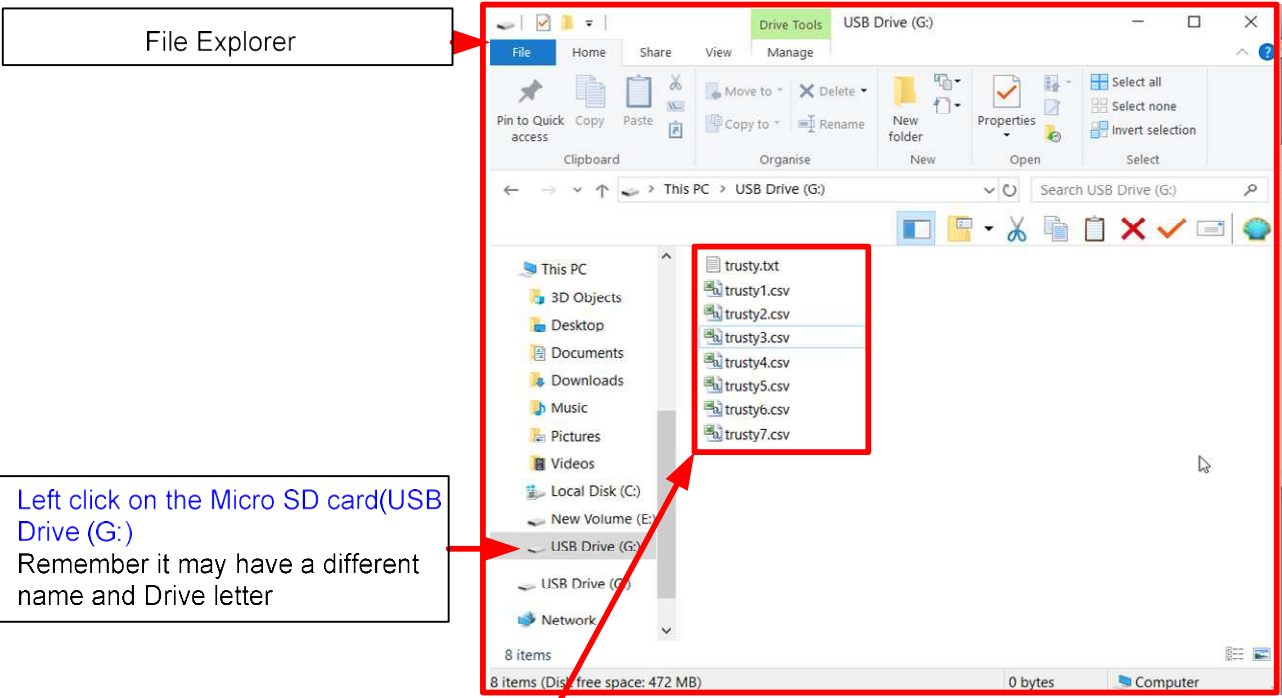 File Explorer
Drive Tools
USB Drive (G:)
File
Home
Share
View
Manage
Pin to Quick
access
Copy
Paste
Clipboard
Move to
Copy to
Delete
Rename
Organise
New
folder
New
Properties
Open
Select all
Select none
Invert selection
Select
This PC > USB Drive (G:)
Search USB Drive (G:)
This PC
3D Objects
Desktop
Documents
Downloads
Music
Pictures
Videos
Local Disk (C:)
New Volume (E:)
USB Drive (G:)
USB Drive (G:)
Network
trusty.txt
trusty1.csv
trusty2.csv
trusty3.csv
trusty4.csv
trusty5.csv
trusty6.csv
trusty7.csv
Left click on the Micro SD card(USB
Drive (G:)
Remember it may have a different
name and Drive letter
8 items
8 items (Disk free space: 472 MB)
0 bytes
Computer